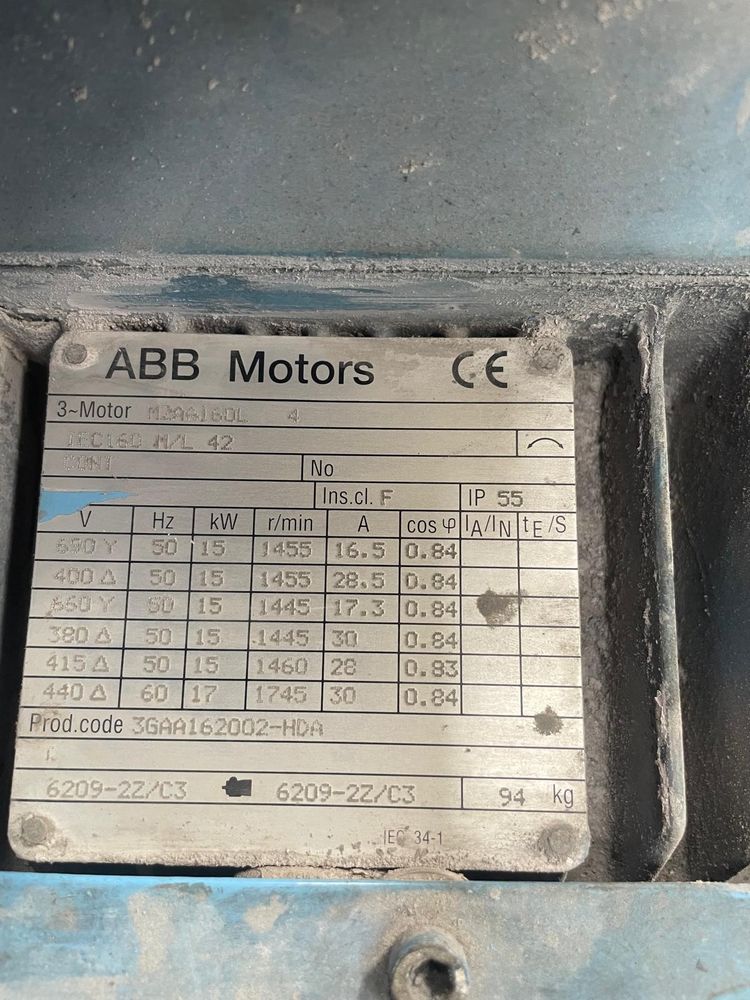 ABB Motors CE
3~Motor M2AA160L 4
IEC160 M/L 42
CONT No
Ins.cl. F IP 55
V Hz kW r/min A cos φ IA/IN tE/S
690 Y 50 15 1455 16.5 0.84
400 Δ 50 15 1455 28.5 0.84
660 Y 50 15 1445 17.3 0.84
380 Δ 50 15 1445 30 0.84
415 Δ 50 15 1460 28 0.83
440 Δ 60 17 1745 30 0.84
Prod.code 3GAA162002-HDA
6209-2Z/C3 6209-2Z/C3 94 kg
IEC 34-1